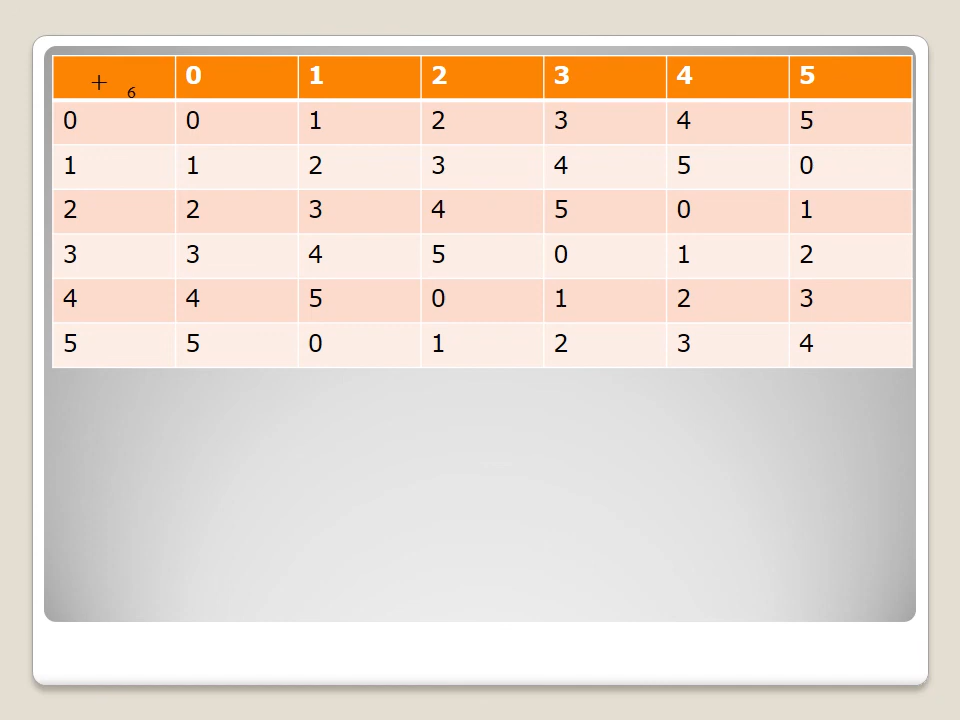 + 6 0 1 2 3 4 5
0 0 1 2 3 4 5
1 1 2 3 4 5 0
2 2 3 4 5 0 1
3 3 4 5 0 1 2
4 4 5 0 1 2 3
5 5 0 1 2 3 4